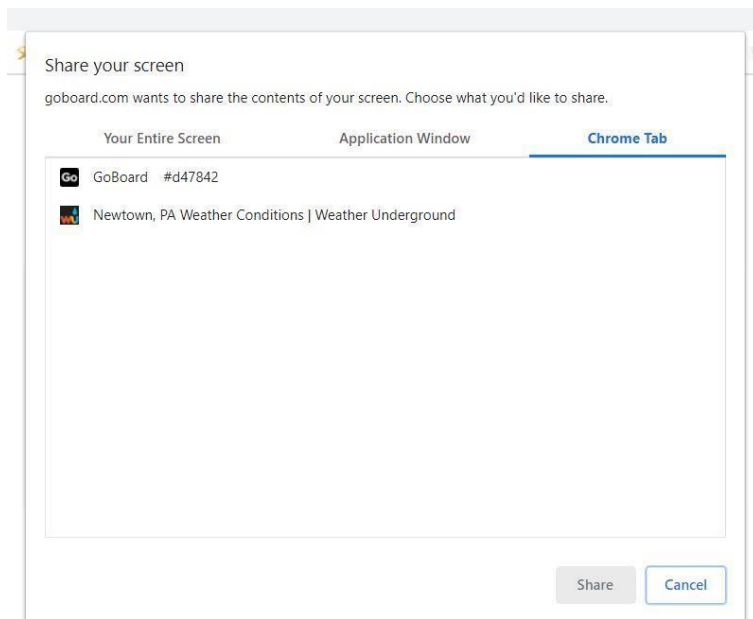 Share your screen
goboard.com wants to share the contents of your screen. Choose what you'd like to share.
Your Entire Screen Application Window Chrome Tab
Go GoBoard #d47842
Newtown, PA Weather Conditions | Weather Underground
Share Cancel